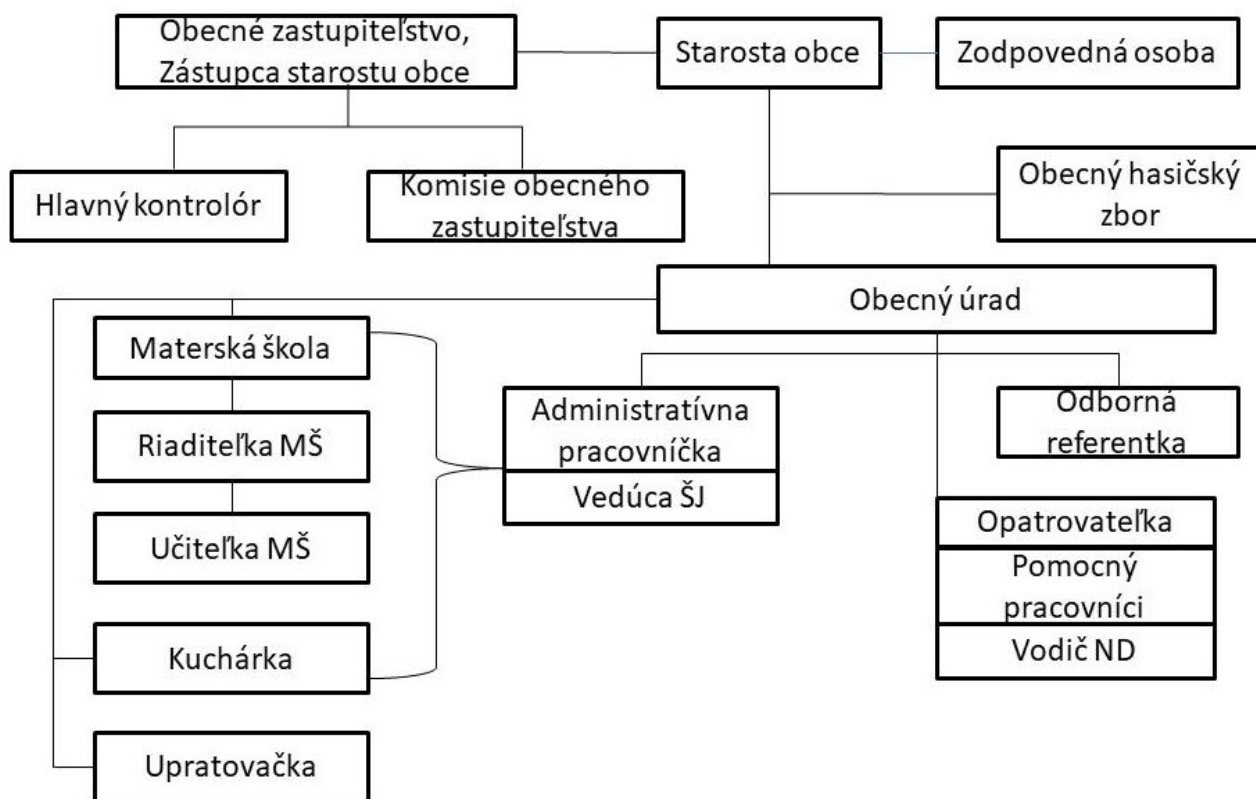 Obecné zastupiteľstvo,
Zástupca starostu obce
Starosta obce
Zodpovedná osoba
Hlavný kontrolór
Komisie obecného
zastupiteľstva
Obecný hasičský
zbor
Obecný úrad
Materská škola
Riaditeľka MŠ
Učiteľka MŠ
Kuchárka
Upratovačka
Administratívna
pracovníčka
Vedúca ŠJ
Odborná
referentka
Opatrovateľka
Pomocný
pracovníci
Vodič ND